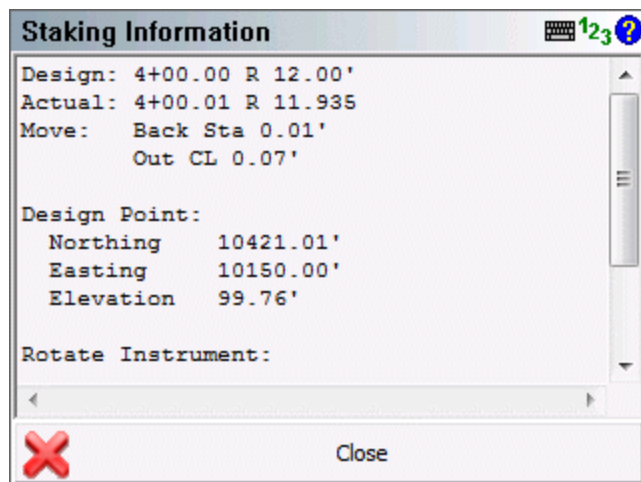 Staking Information 123 ?
Design: 4+00.00 R 12.00'
Actual: 4+00.01 R 11.935
Move: Back Sta 0.01'
Out CL 0.07'
Design Point:
Northing 10421.01'
Easting 10150.00'
Elevation 99.76'
Rotate Instrument:
Close